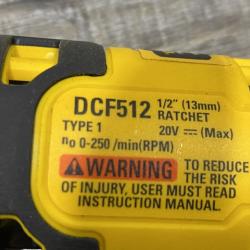 DCF512 1/2" (13mm)
RATCHET
TYPE 1 20V ⎓ (Max)
n₀ 0-250 /min(RPM)
⚠WARNING TO REDUCE
THE RISK
OF INJURY, USER MUST READ
INSTRUCTION MANUAL.